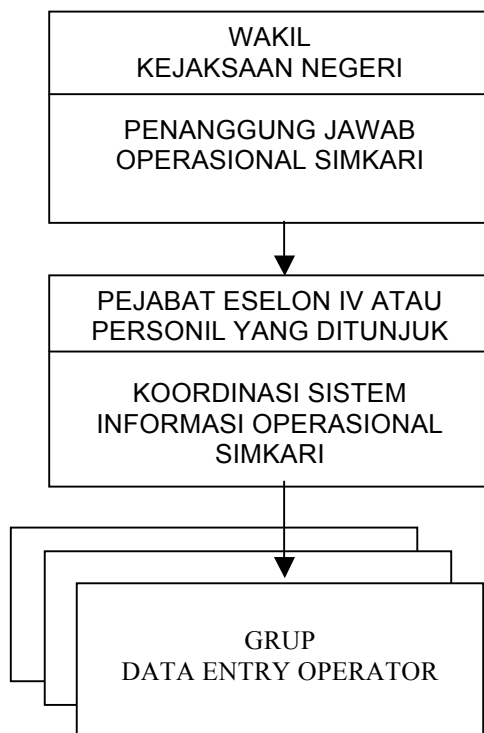 WAKIL
KEJAKSAAN NEGERI
PENANGGUNG JAWAB
OPERASIONAL SIMKARI
PEJABAT ESELON IV ATAU
PERSONIL YANG DITUNJUK
KOORDINASI SISTEM
INFORMASI OPERASIONAL
SIMKARI
GRUP
DATA ENTRY OPERATOR